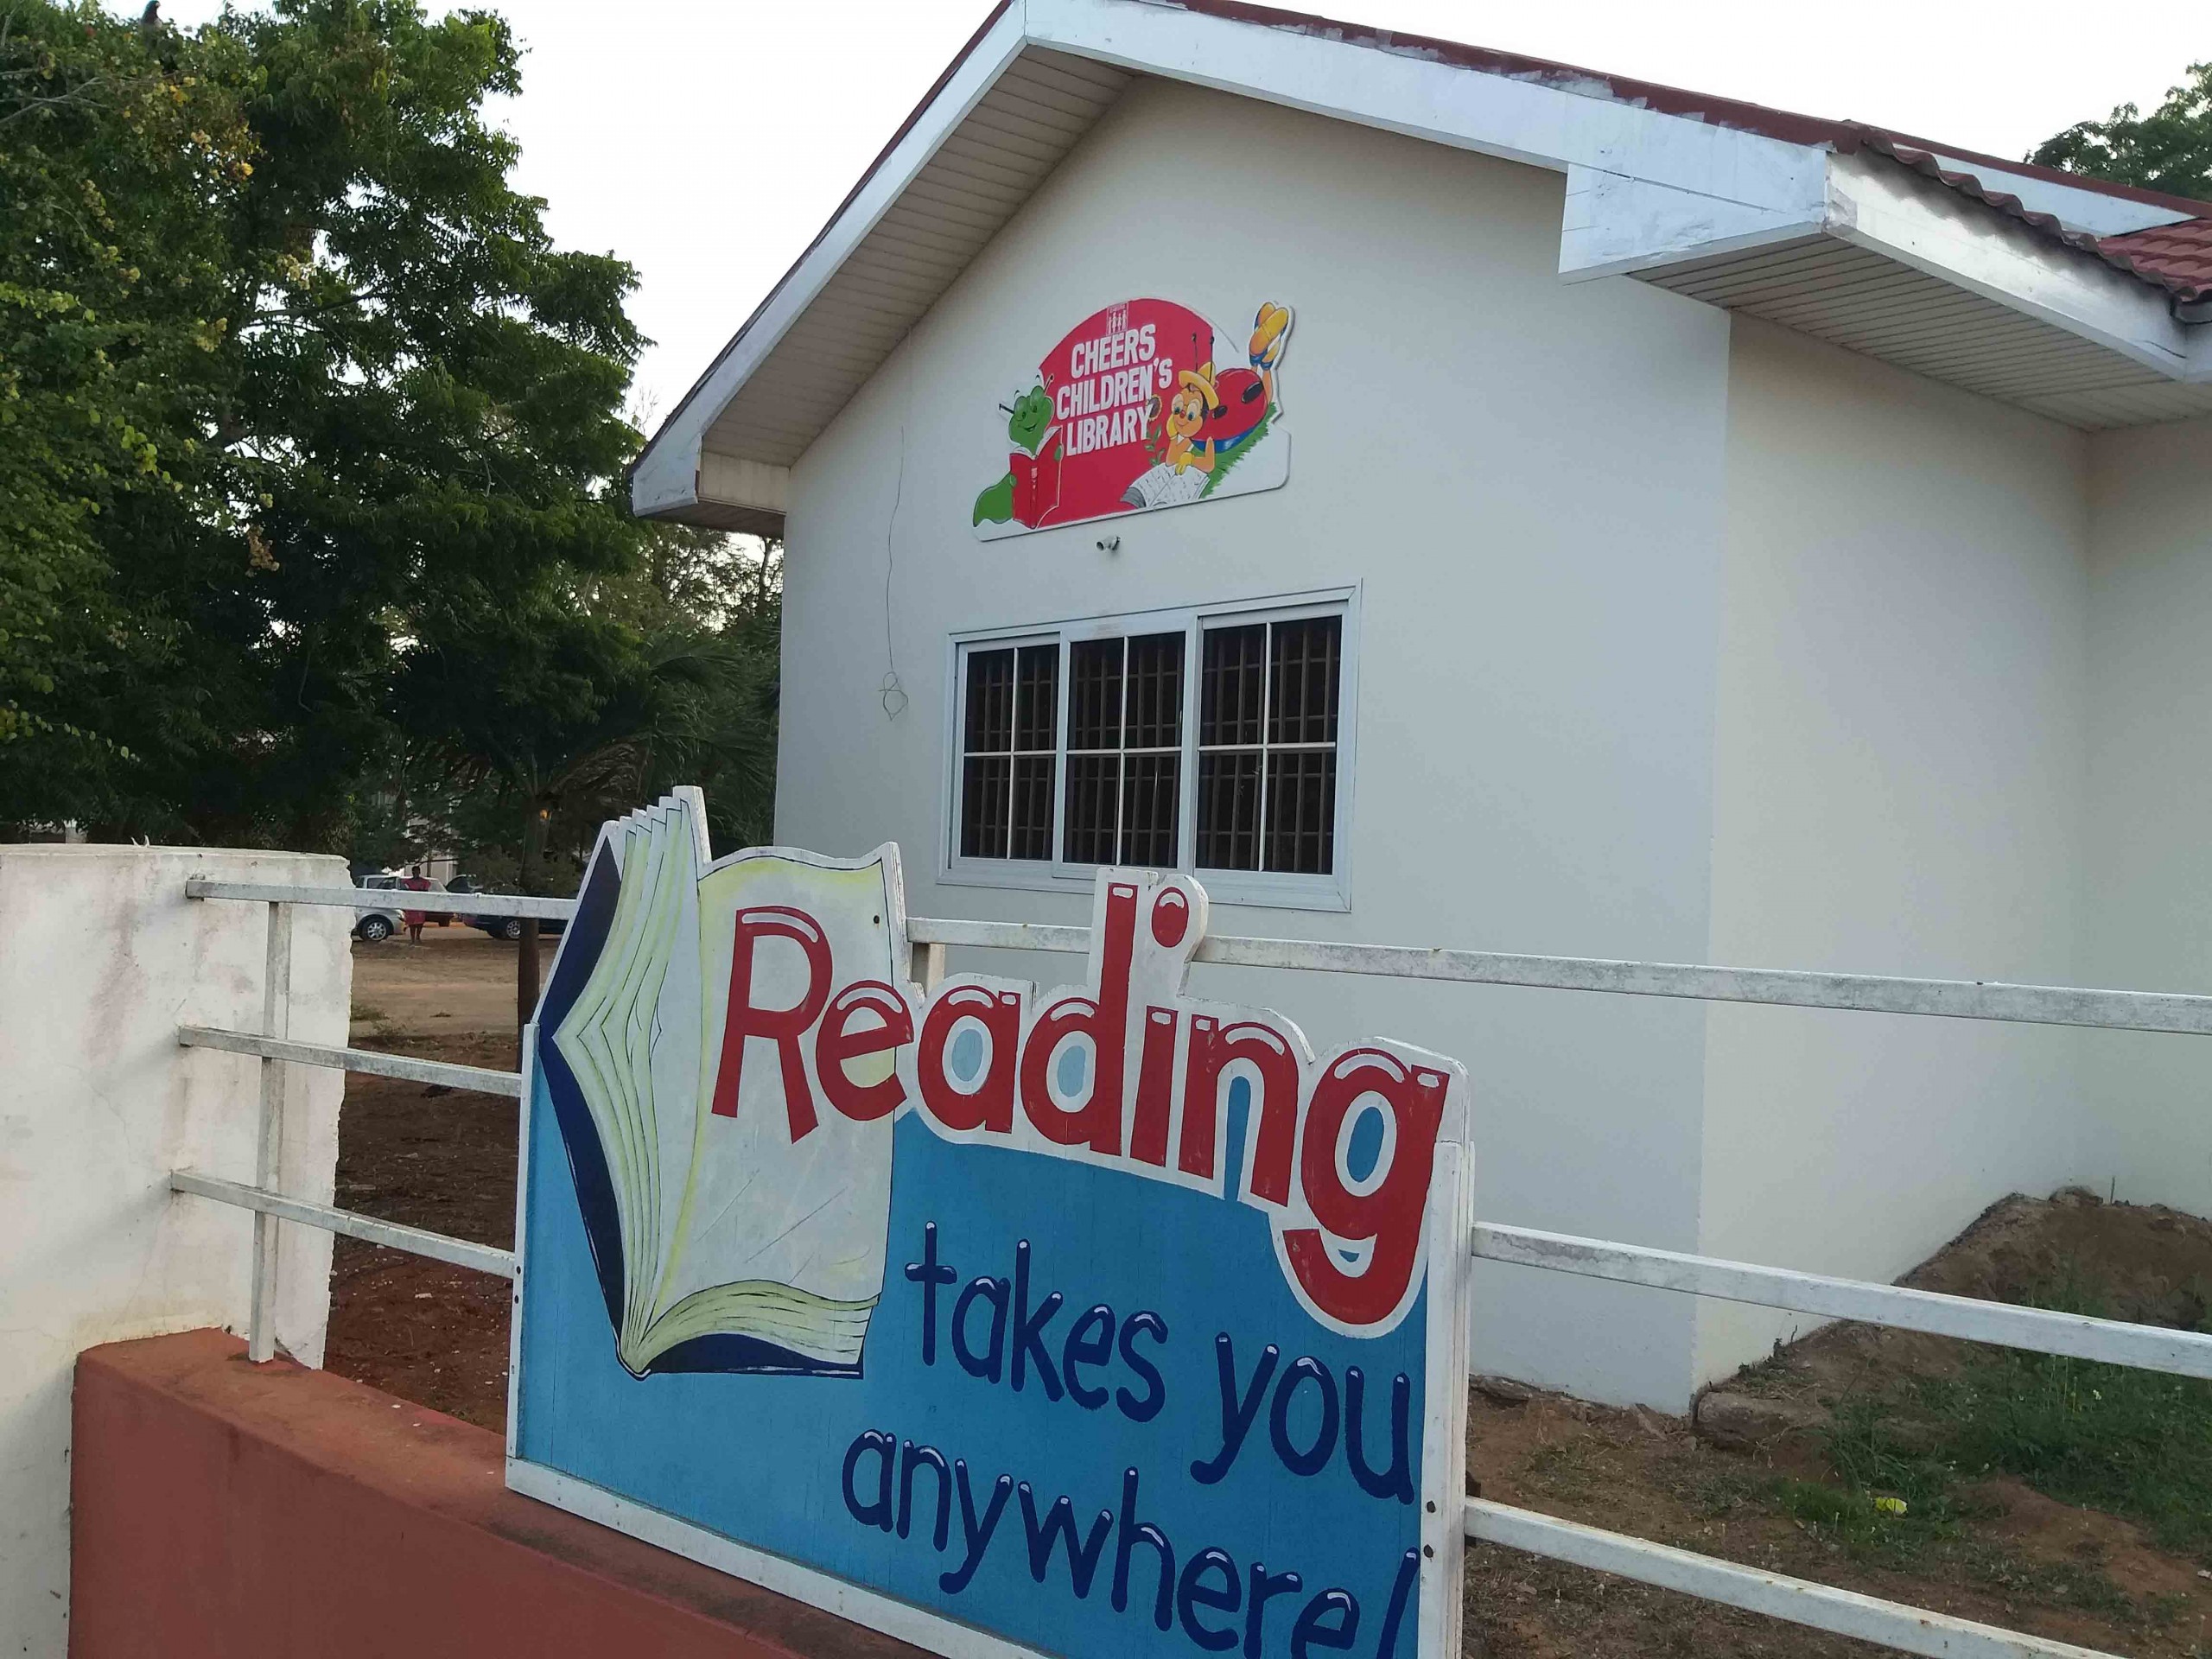 CHEERS
CHILDREN'S
LIBRARY
Reading
takes you
anywhere!